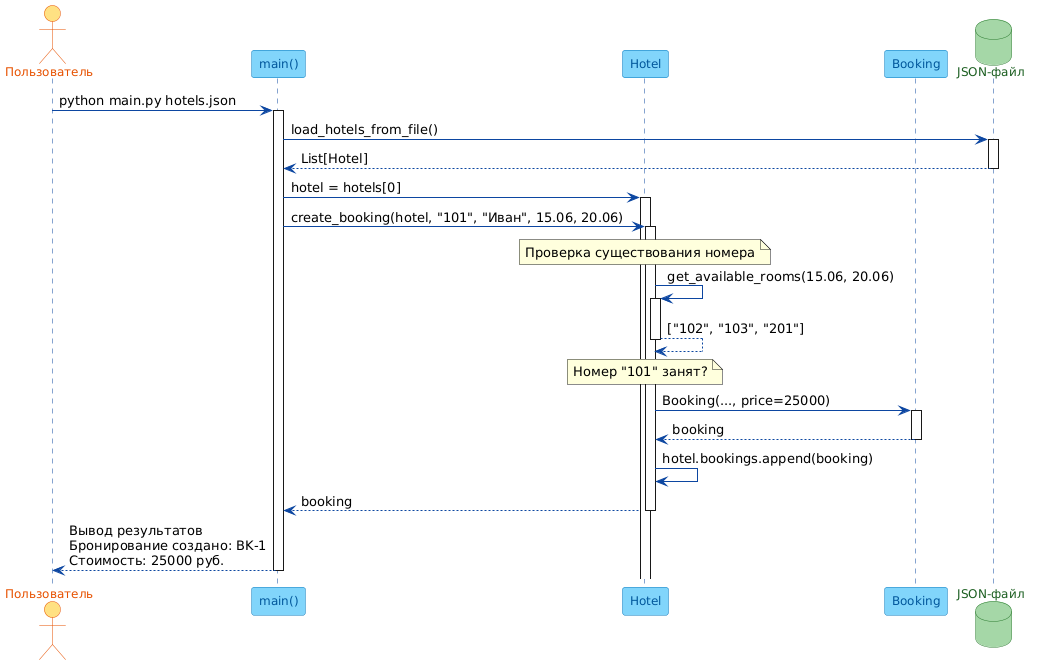 Пользователь
main()
Hotel
Booking
JSON-файл
python main.py hotels.json
load_hotels_from_file()
List[Hotel]
hotel = hotels[0]
create_booking(hotel, "101", "Иван", 15.06, 20.06)
Проверка существования номера
get_available_rooms(15.06, 20.06)
["102", "103", "201"]
Номер "101" занят?
Booking(..., price=25000)
booking
hotel.bookings.append(booking)
booking
Вывод результатов
Бронирование создано: BK-1
Стоимость: 25000 руб.
Пользователь
main()
Hotel
Booking
JSON-файл